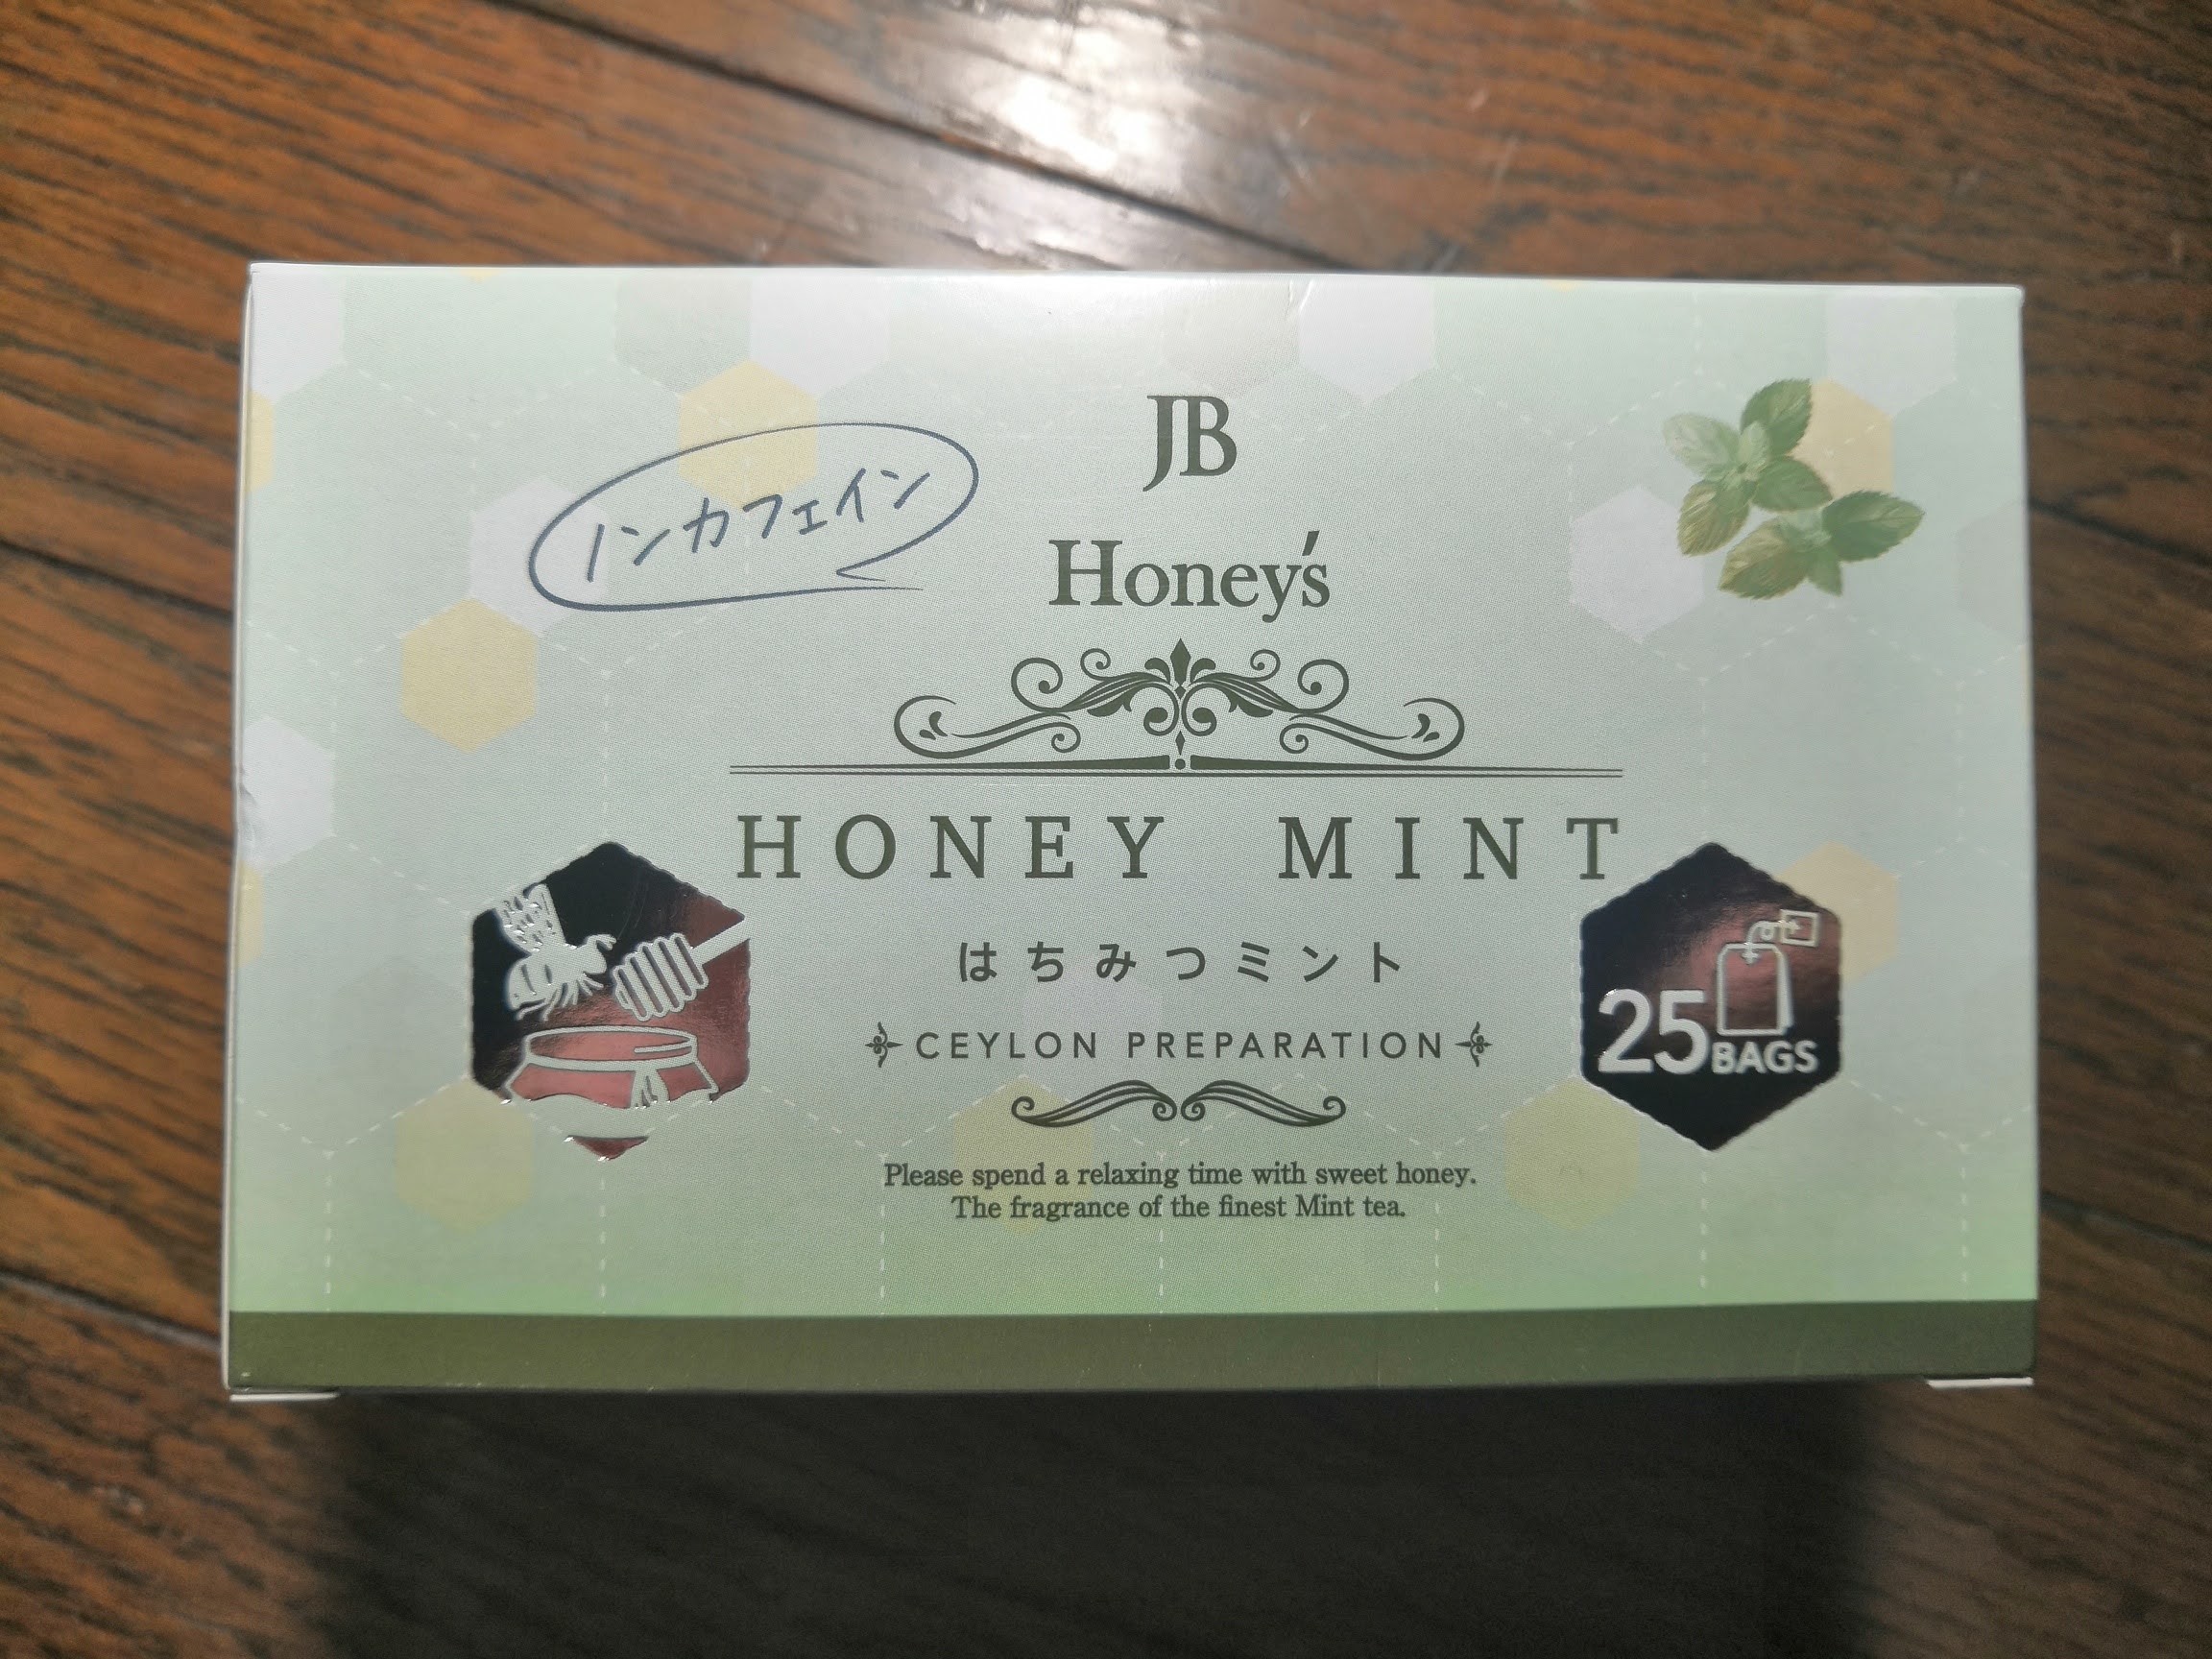 JB
ノンカフェイン
Honey's
HONEY MINT
はちみつミント
CEYLON PREPARATION
25 BAGS
Please spend a relaxing time with sweet honey.
The fragrance of the finest Mint tea.